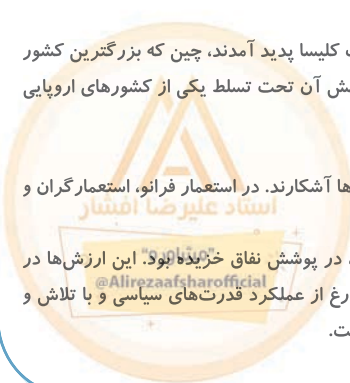 ت کلیسا پدید آمدند، چین که بزرگترین کشور
ش آن تحت تسلط یکی از کشورهای اروپایی
ها آشکارند. در استعمار فرانو، استعمارگران و
استاد علیرضا افشار
، در پوشش نفاق خزیده بود. این ارزش‌ها در
@Alirezaafsharofficial
رغ از عملکرد قدرت‌های سیاسی و با تلاش و
ت.